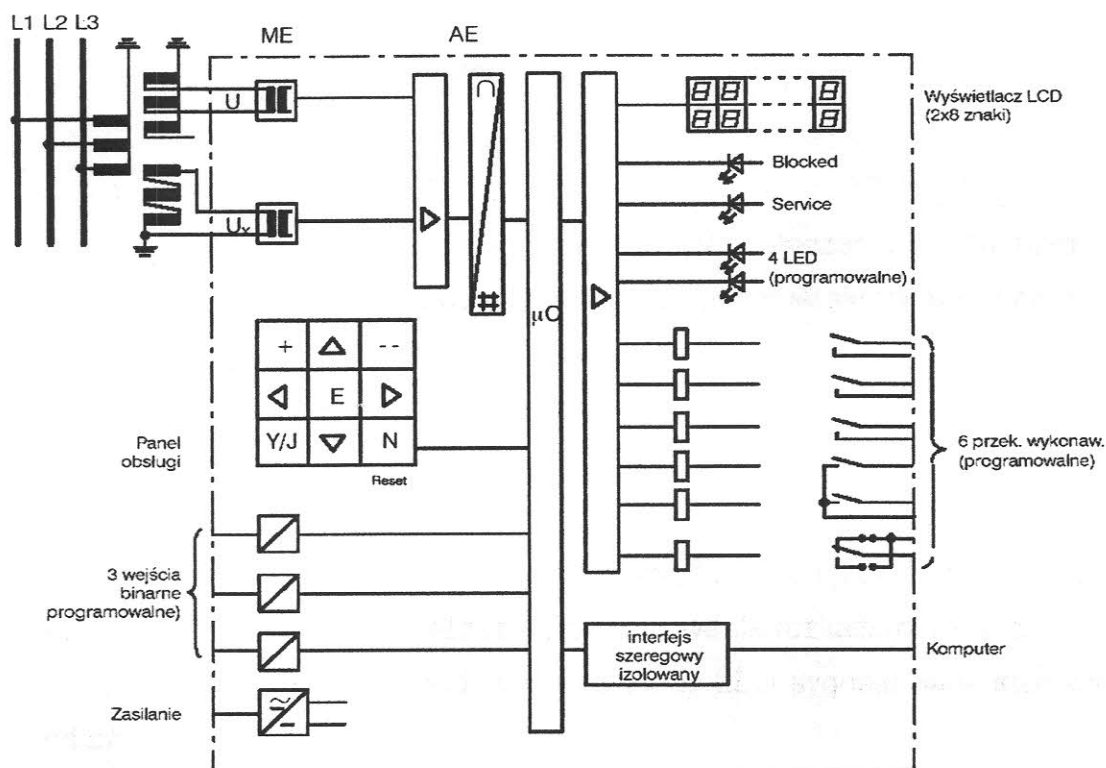 L1 L2 L3
ME
AE
U
Ux
∩
#
µC
Wyświetlacz LCD
(2x8 znaki)
Blocked
Service
4 LED
(programowalne)
+
--
E
Y/J
N
Reset
Panel
obsługi
6 przek. wykonaw.
(programowalne)
3 wejścia
binarne
programowalne)
interfejs
szeregowy
izolowany
Komputer
Zasilanie